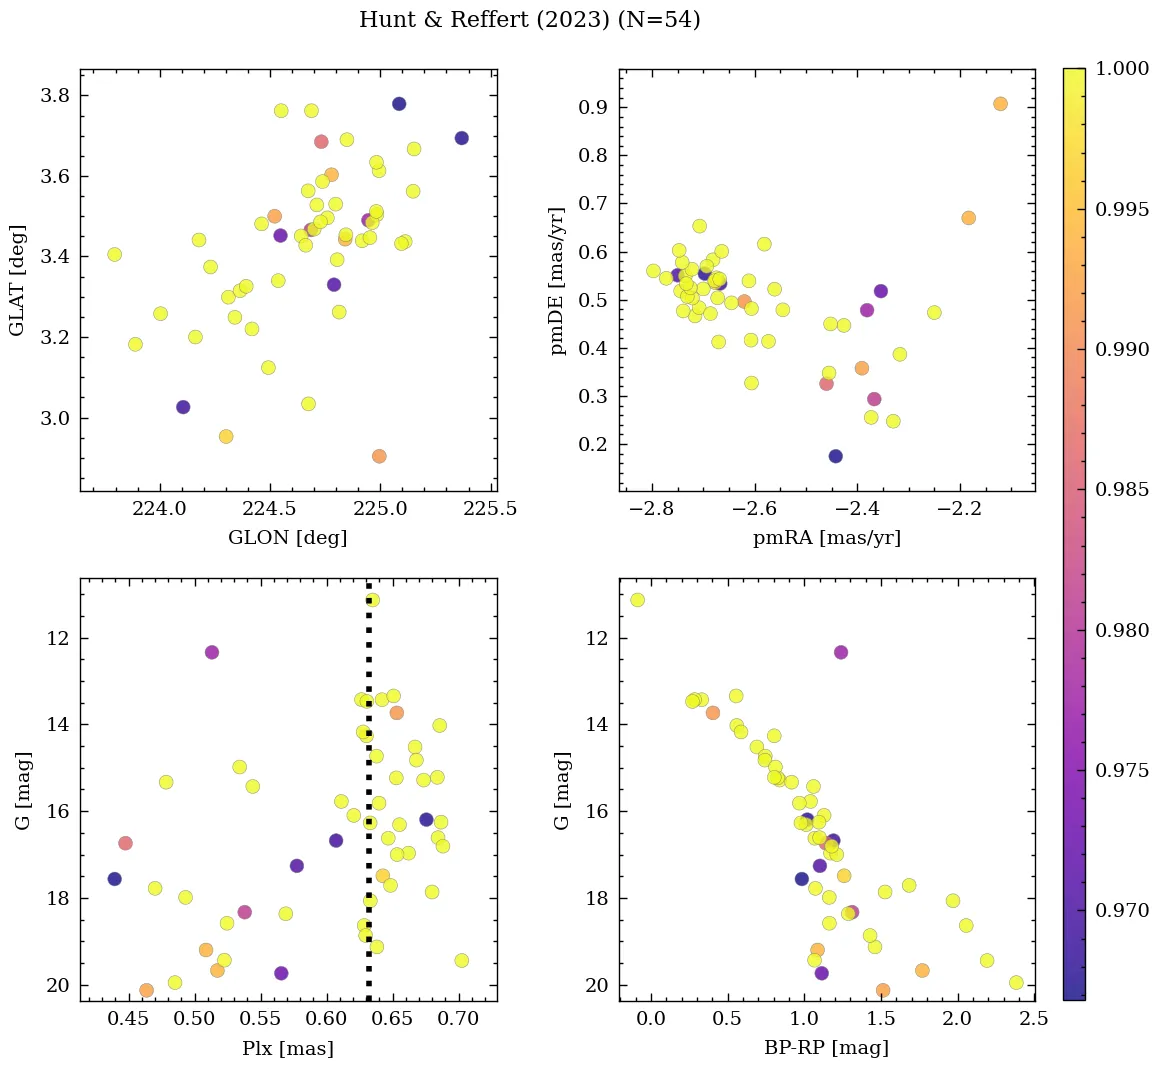 Hunt & Reffert (2023) (N=54)
3.8
3.6
3.4
3.2
3.0
GLAT [deg]
224.0 224.5 225.0 225.5
GLON [deg]
0.9
0.8
0.7
0.6
0.5
0.4
0.3
0.2
pmDE [mas/yr]
−2.8 −2.6 −2.4 −2.2
pmRA [mas/yr]
12
14
16
18
20
G [mag]
0.45 0.50 0.55 0.60 0.65 0.70
Plx [mas]
12
14
16
18
20
G [mag]
0.0 0.5 1.0 1.5 2.0 2.5
BP-RP [mag]
1.000
0.995
0.990
0.985
0.980
0.975
0.970